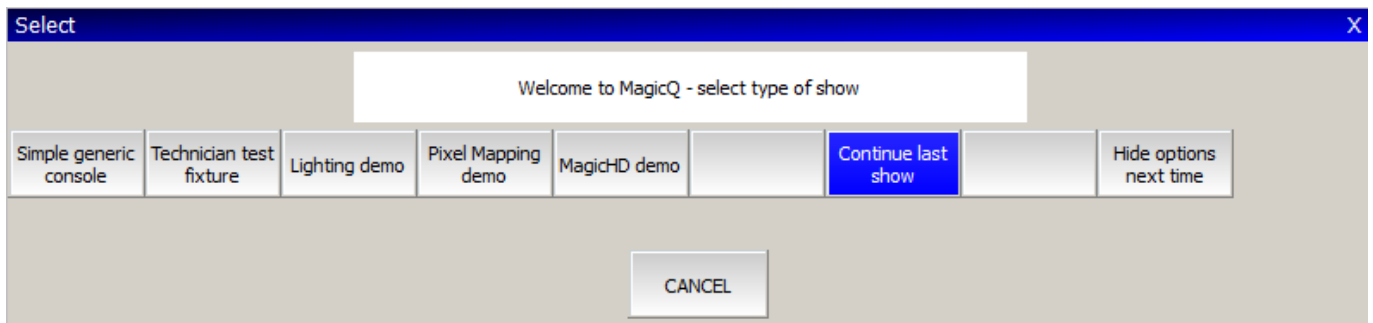 Select X
Welcome to MagicQ - select type of show
Simple generic
console
Technician test
fixture
Lighting demo
Pixel Mapping
demo
MagicHD demo
Continue last
show
Hide options
next time
CANCEL